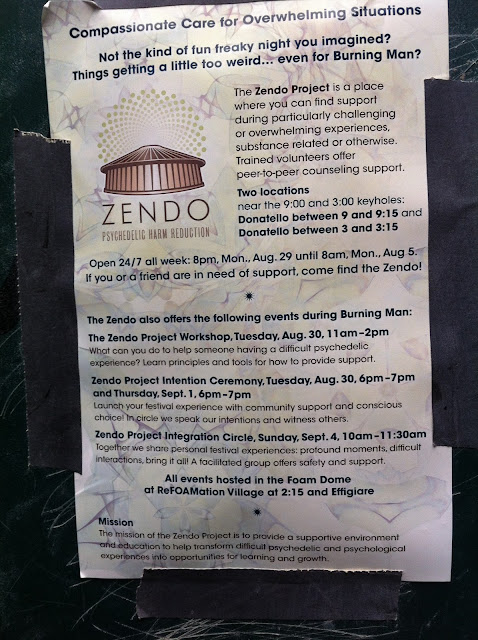 Compassionate Care for Overwhelming Situations
Not the kind of fun freaky night you imagined?
Things getting a little too weird... even for Burning Man?
ZENDO
PSYCHEDELIC HARM REDUCTION
The Zendo Project is a place
where you can find support
during particularly challenging
or overwhelming experiences,
substance related or otherwise.
Trained volunteers offer
peer-to-peer counseling support.
Two locations
near the 9:00 and 3:00 keyholes:
Donatello between 9 and 9:15 and
Donatello between 3 and 3:15
Open 24/7 all week: 8pm, Mon., Aug. 29 until 8am, Mon., Aug 5.
If you or a friend are in need of support, come find the Zendo!
The Zendo also offers the following events during Burning Man:
The Zendo Project Workshop, Tuesday, Aug. 30, 11am–2pm
What can you do to help someone having a difficult psychedelic
experience? Learn principles and tools for how to provide support.
Zendo Project Intention Ceremony, Tuesday, Aug. 30, 6pm–7pm
and Thursday, Sept. 1, 6pm–7pm
Launch your festival experience with community support and conscious
choice! In circle we speak our intentions and witness others.
Zendo Project Integration Circle, Sunday, Sept. 4, 10am–11:30am
Together we share personal festival experiences: profound moments, difficult
interactions, bring it all! A facilitated group offers safety and support.
All events hosted in the Foam Dome
at ReFOAMation Village at 2:15 and Effigiare
Mission
The mission of the Zendo Project is to provide a supportive environment
and education to help transform difficult psychedelic and psychological
experiences into opportunities for learning and growth.